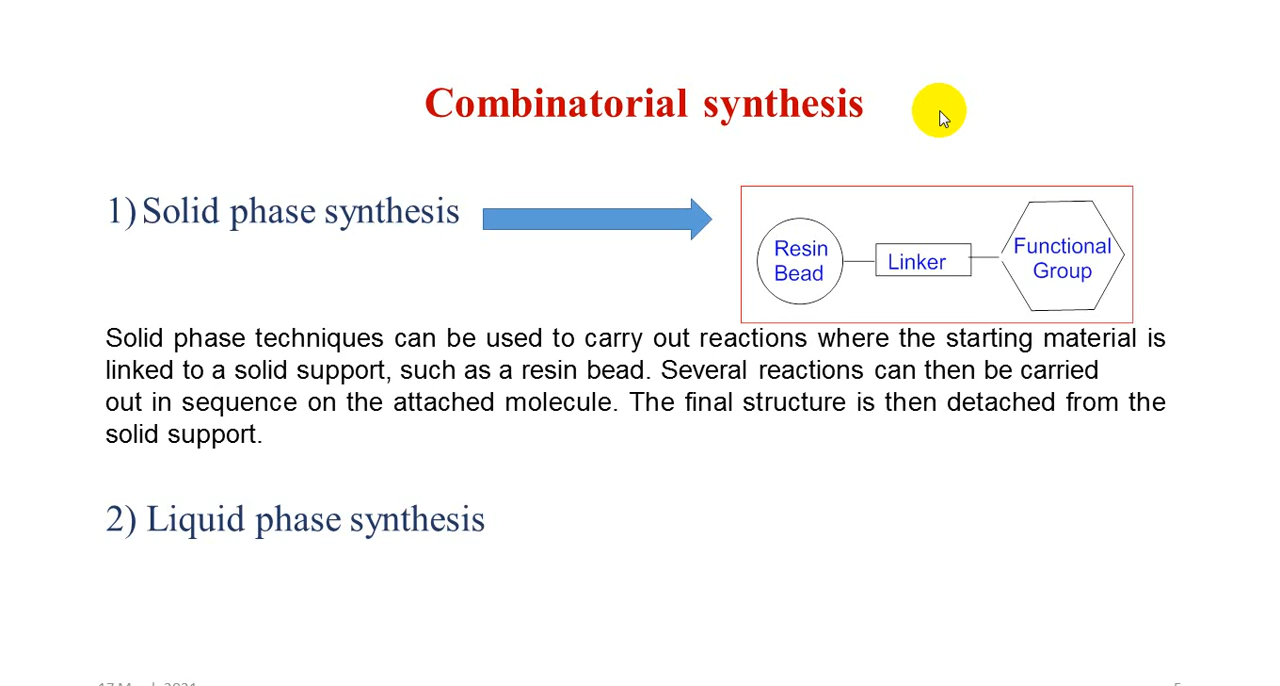 Combinatorial synthesis
1) Solid phase synthesis
Resin
Bead
Linker
Functional
Group
Solid phase techniques can be used to carry out reactions where the starting material is
linked to a solid support, such as a resin bead. Several reactions can then be carried
out in sequence on the attached molecule. The final structure is then detached from the
solid support.
2) Liquid phase synthesis